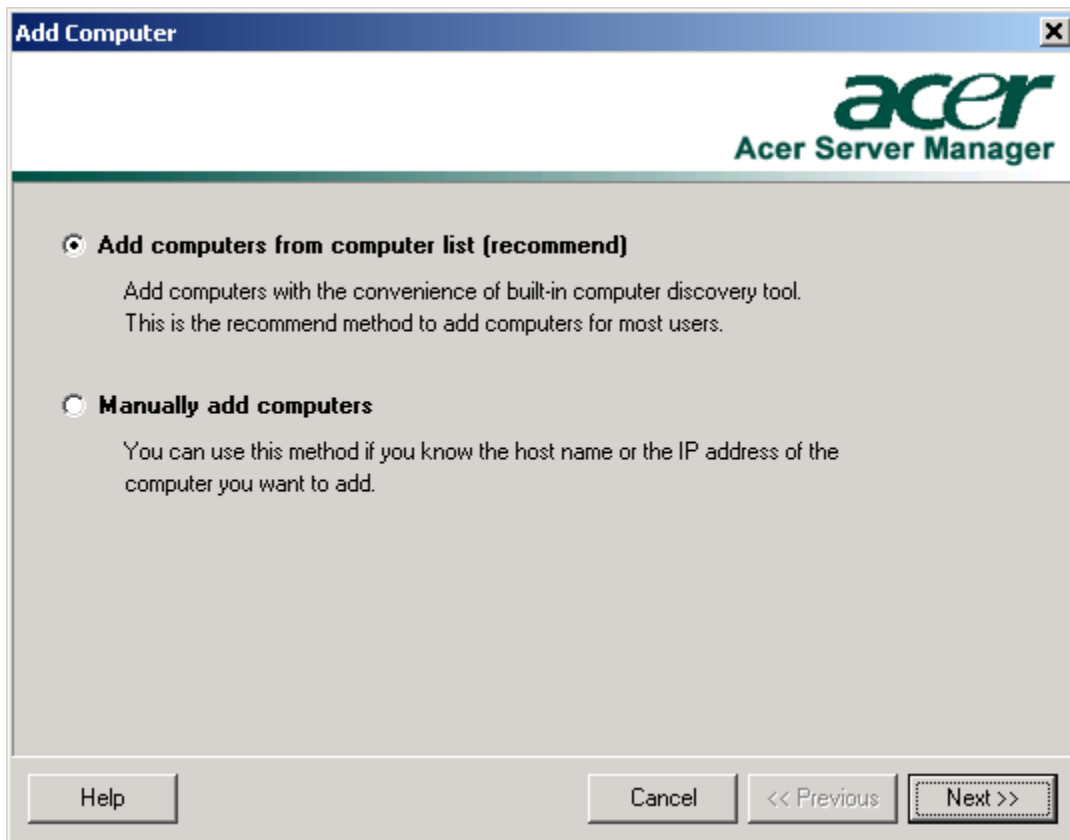 Add Computer
acer
Acer Server Manager
Add computers from computer list (recommend)
Add computers with the convenience of built-in computer discovery tool.
This is the recommend method to add computers for most users.
Manually add computers
You can use this method if you know the host name or the IP address of the
computer you want to add.
Help
Cancel
<< Previous
Next >>